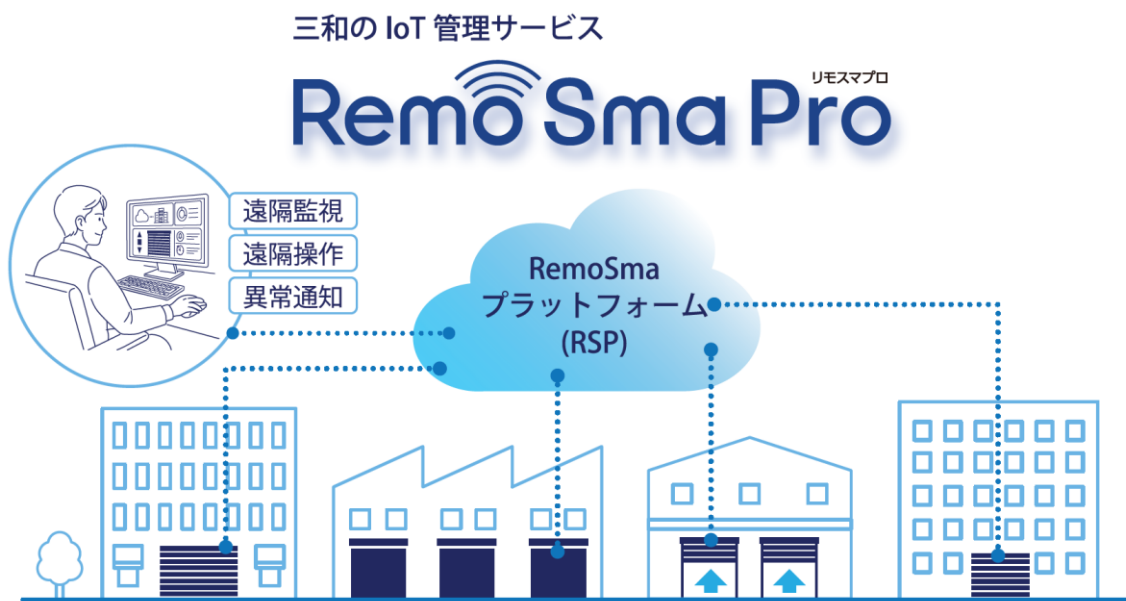 三和の IoT 管理サービス
リモスマプロ
Remo Sma Pro
遠隔監視
遠隔操作
異常通知
RemoSma
プラットフォーム
(RSP)